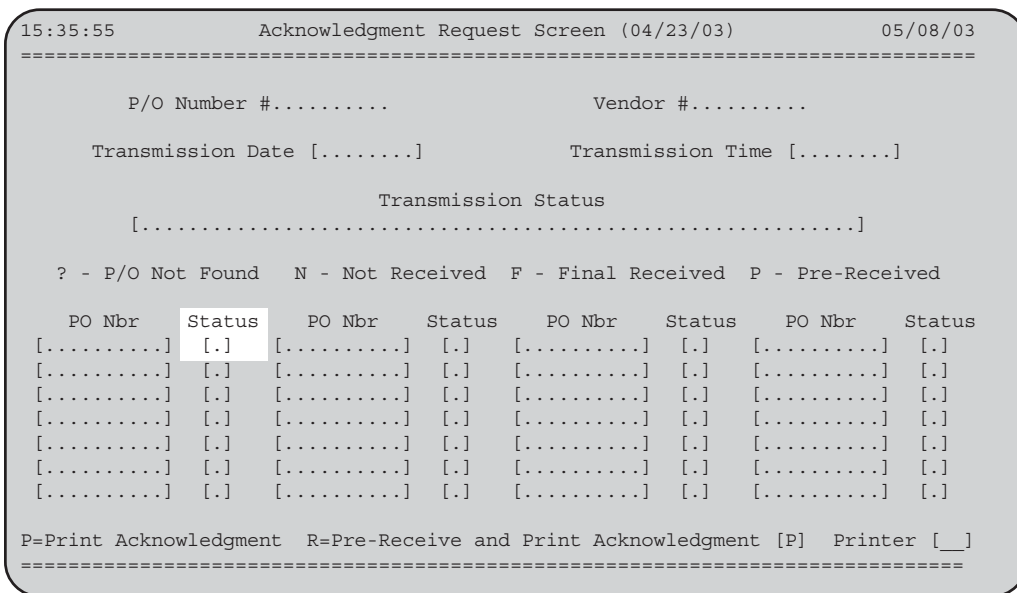 15:35:55 Acknowledgment Request Screen (04/23/03) 05/08/03
================================================================================
P/O Number #.......... Vendor #..........
Transmission Date [........] Transmission Time [........]
Transmission Status
[............................................................]
? - P/O Not Found N - Not Received F - Final Received P - Pre-Received
PO Nbr Status PO Nbr Status PO Nbr Status PO Nbr Status
[..........] [.] [..........] [.] [..........] [.] [..........] [.]
[..........] [.] [..........] [.] [..........] [.] [..........] [.]
[..........] [.] [..........] [.] [..........] [.] [..........] [.]
[..........] [.] [..........] [.] [..........] [.] [..........] [.]
[..........] [.] [..........] [.] [..........] [.] [..........] [.]
[..........] [.] [..........] [.] [..........] [.] [..........] [.]
[..........] [.] [..........] [.] [..........] [.] [..........] [.]
P=Print Acknowledgment R=Pre-Receive and Print Acknowledgment [P] Printer [__]
===============================================================================